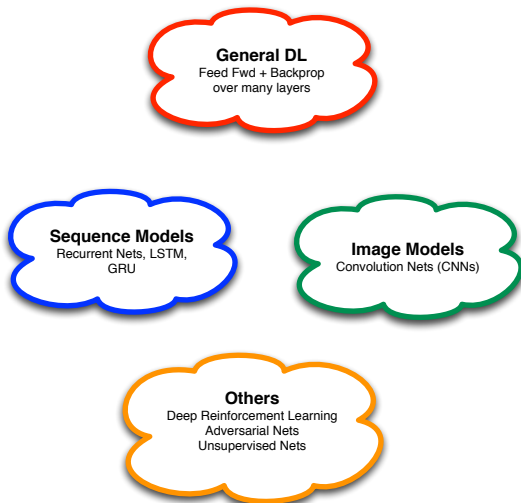 General DL
Feed Fwd + Backprop
over many layers
Sequence Models
Recurrent Nets, LSTM,
GRU
Image Models
Convolution Nets (CNNs)
Others
Deep Reinforcement Learning
Adversarial Nets
Unsupervised Nets